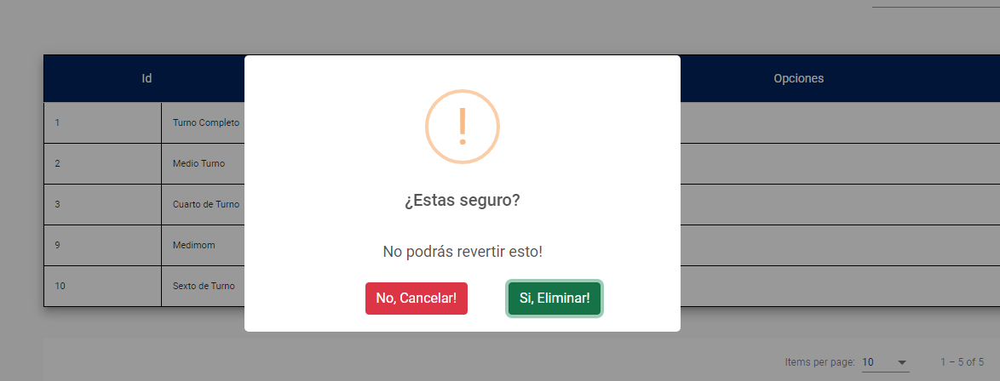 Id Opciones
1 Turno Completo
2 Medio Turno
3 Cuarto de Turno
9 Medimom
10 Sexto de Turno
!
¿Estas seguro?
No podrás revertir esto!
No, Cancelar! Si, Eliminar!
Items per page: 10 1 – 5 of 5